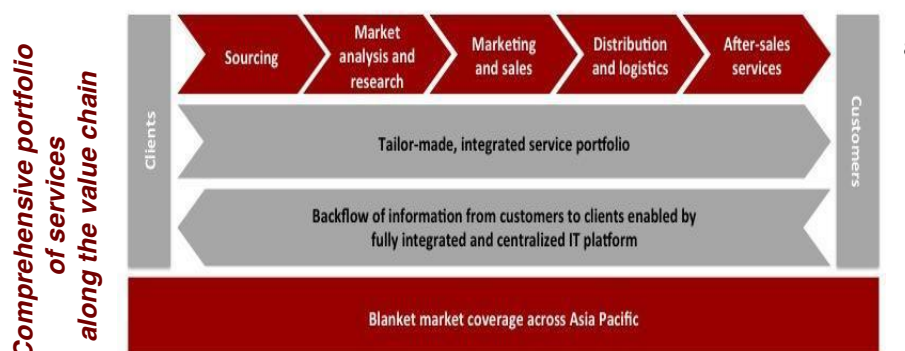 Comprehensive portfolio
of services
along the value chain
Clients
Sourcing
Market
analysis and
research
Marketing
and sales
Distribution
and logistics
After-sales
services
Customers
Tailor-made, integrated service portfolio
Backflow of information from customers to clients enabled by
fully integrated and centralized IT platform
Blanket market coverage across Asia Pacific